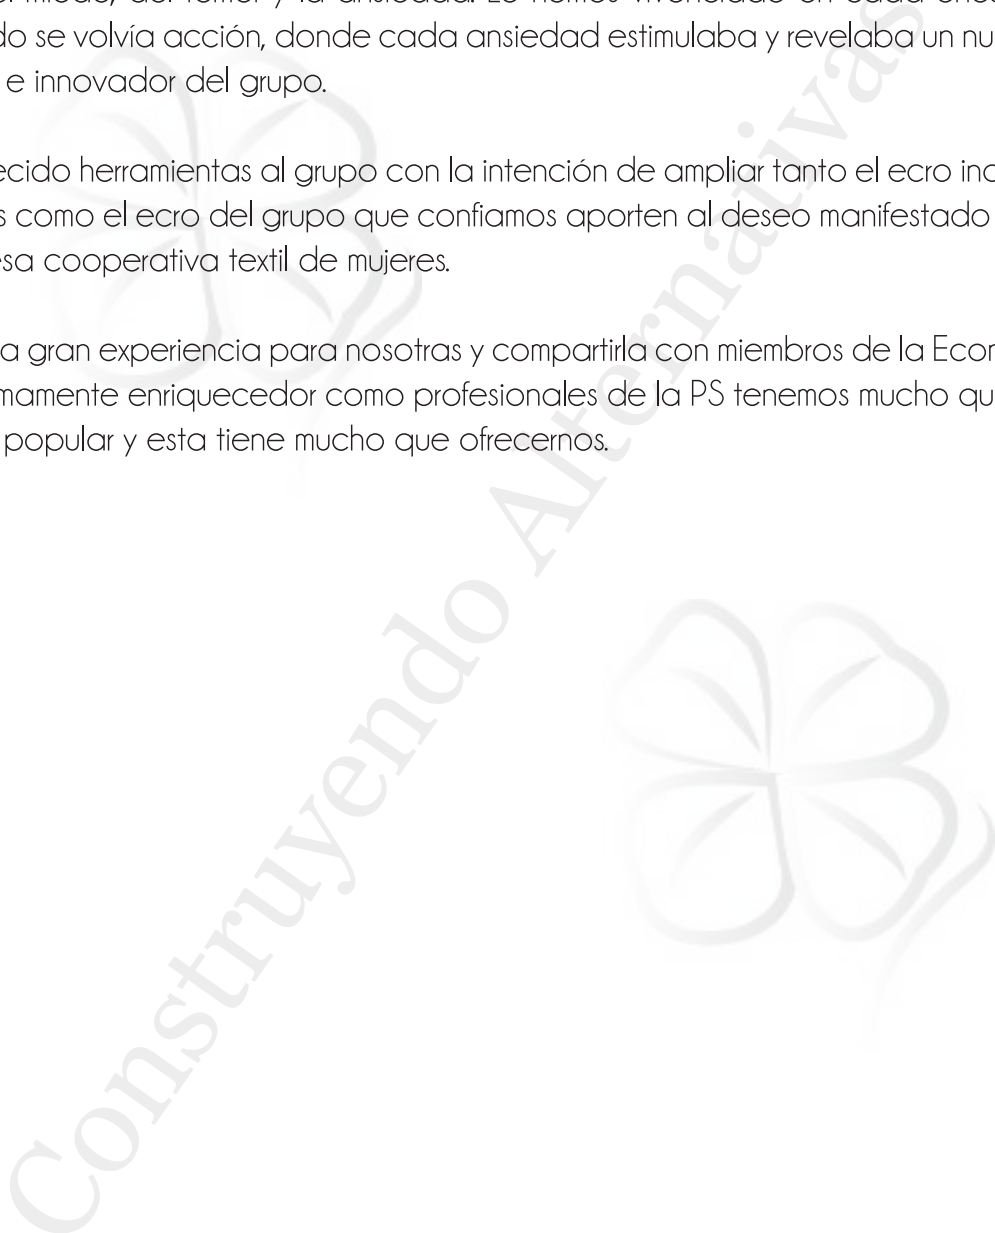 miedo, del temor y la ansiedad. Lo hemos vivenciado en cada
do se volvía acción, donde cada ansiedad estimulaba y revelaba un nu
e innovador del grupo.
ecido herramientas al grupo con la intención de ampliar tanto el ecro inc
s como el ecro del grupo que confiamos aporten al deseo manifestado
esa cooperativa textil de mujeres.
a gran experiencia para nosotras y compartirla con miembros de la Econ
mamente enriquecedor como profesionales de la PS tenemos mucho qu
popular y esta tiene mucho que ofrecernos.
Construyendo Alternativas